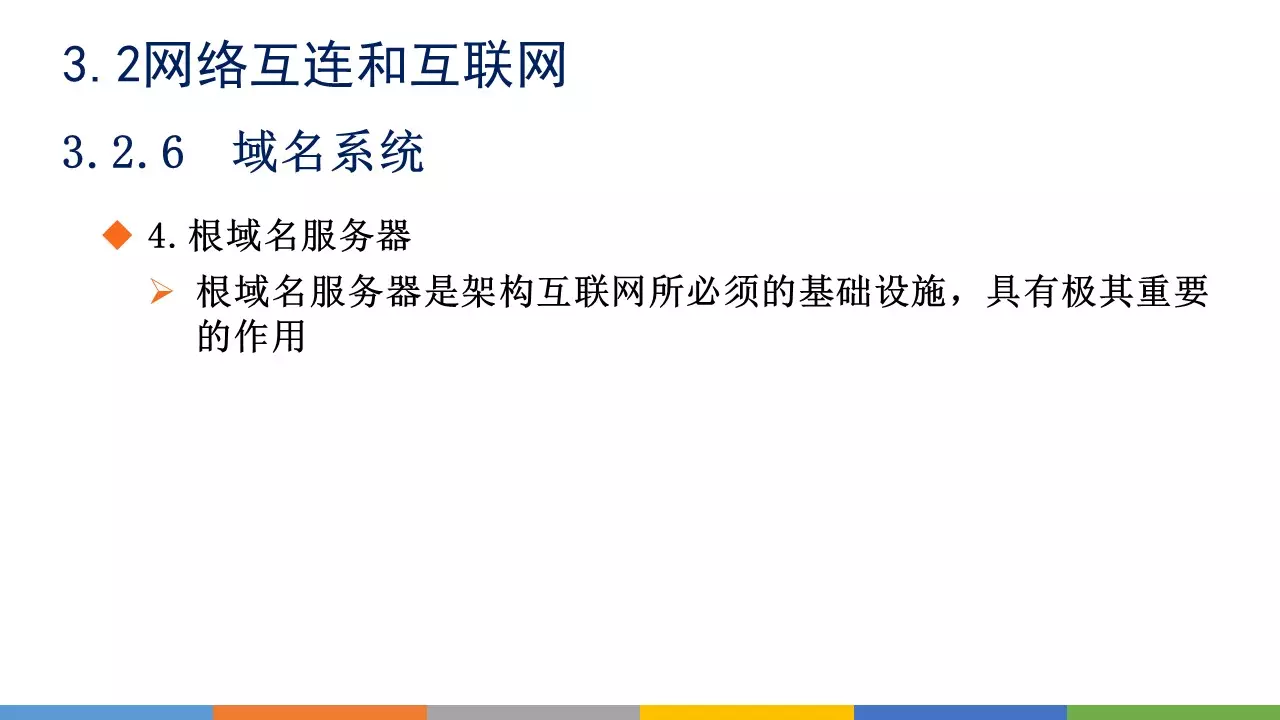 3.2网络互连和互联网
3.2.6 域名系统
4.根域名服务器
根域名服务器是架构互联网所必须的基础设施，具有极其重要
的作用